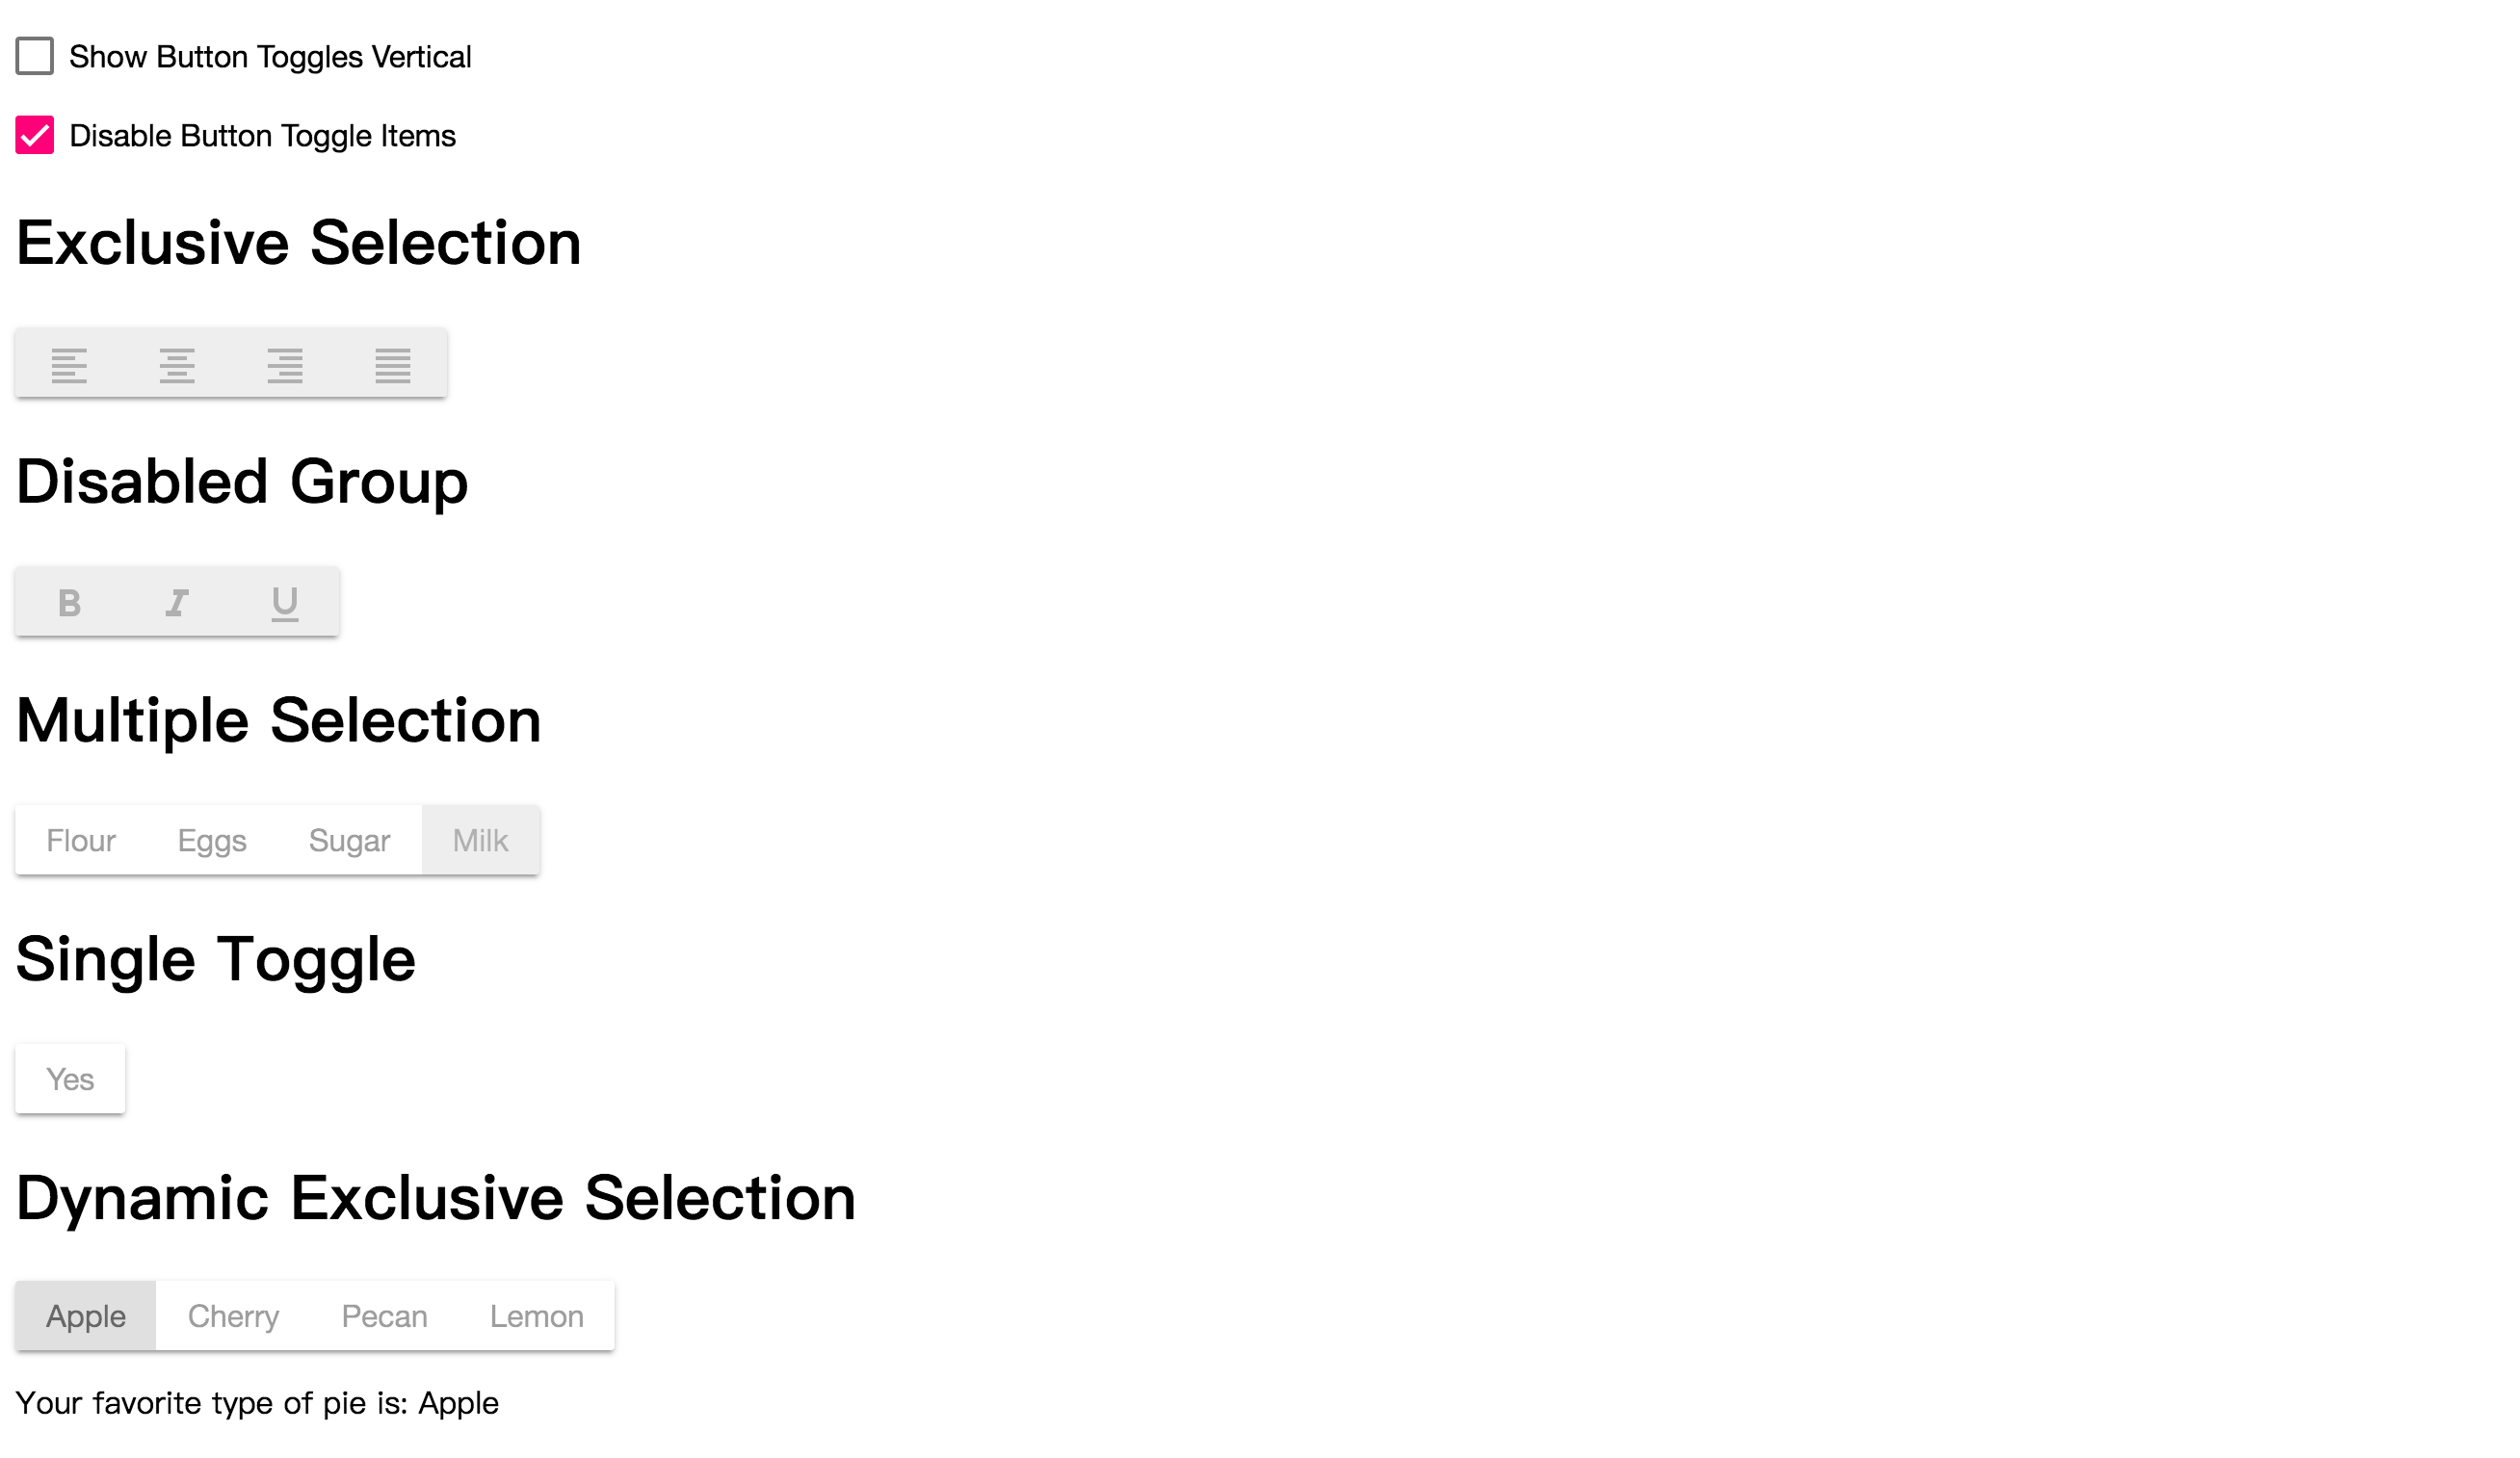 Show Button Toggles Vertical
Disable Button Toggle Items
Exclusive Selection
Disabled Group
B I U
Multiple Selection
Flour Eggs Sugar Milk
Single Toggle
Yes
Dynamic Exclusive Selection
Apple Cherry Pecan Lemon
Your favorite type of pie is: Apple